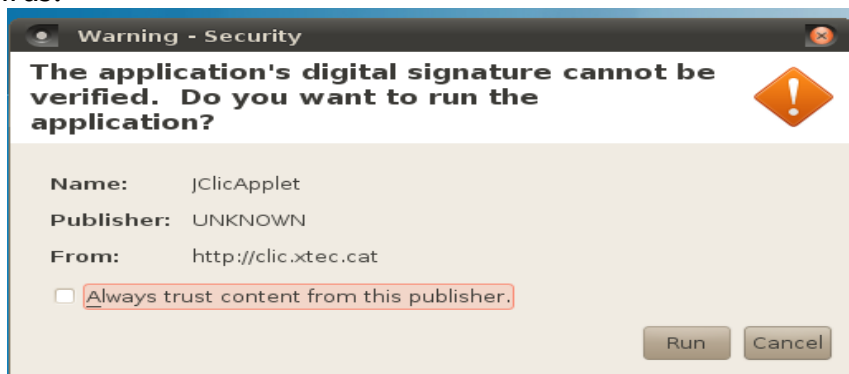 Warning - Security
The application's digital signature cannot be
verified. Do you want to run the
application?
Name: JClicApplet
Publisher: UNKNOWN
From: http://clic.xtec.cat
Always trust content from this publisher.
Run Cancel